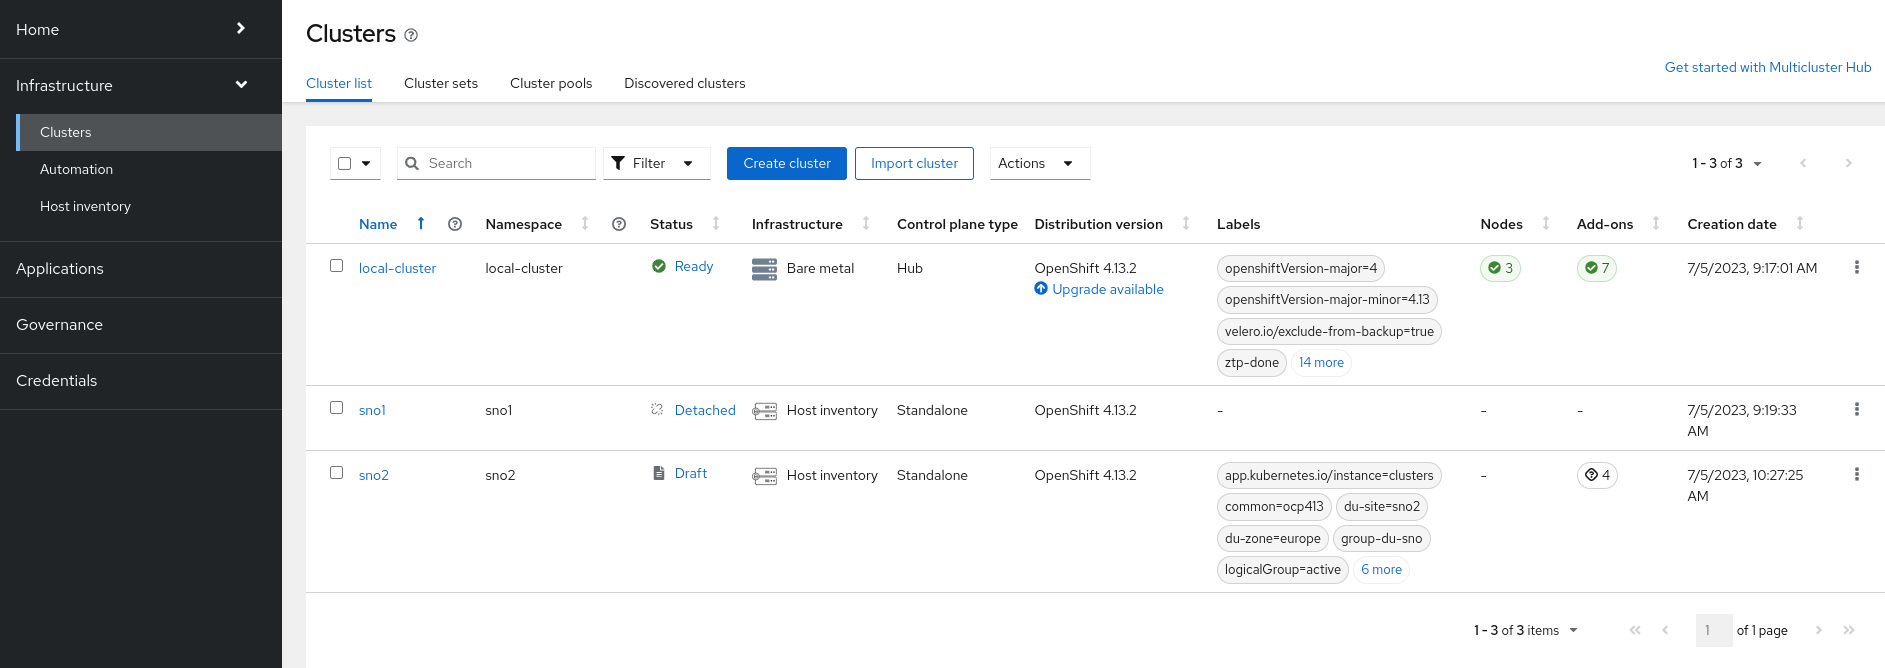 Home
Infrastructure
Clusters
Automation
Host inventory
Applications
Governance
Credentials
Clusters
Get started with Multicluster Hub
Cluster list Cluster sets Cluster pools Discovered clusters
Search Filter Create cluster Import cluster Actions 1 - 3 of 3
Name Namespace Status Infrastructure Control plane type Distribution version Labels Nodes Add-ons Creation date
local-cluster local-cluster Ready Bare metal Hub OpenShift 4.13.2 openshiftVersion-major=4 3 7 7/5/2023, 9:17:01 AM
Upgrade available
openshiftVersion-major-minor=4.13
velero.io/exclude-from-backup=true
ztp-done 14 more
sno1 sno1 Detached Host inventory Standalone OpenShift 4.13.2 - - - 7/5/2023, 9:19:33
AM
sno2 sno2 Draft Host inventory Standalone OpenShift 4.13.2 app.kubernetes.io/instance=clusters - 4 7/5/2023, 10:27:25
AM
common=ocp413 du-site=sno2
du-zone=europe group-du-sno
logicalGroup=active 6 more
1 - 3 of 3 items 1 of 1 page